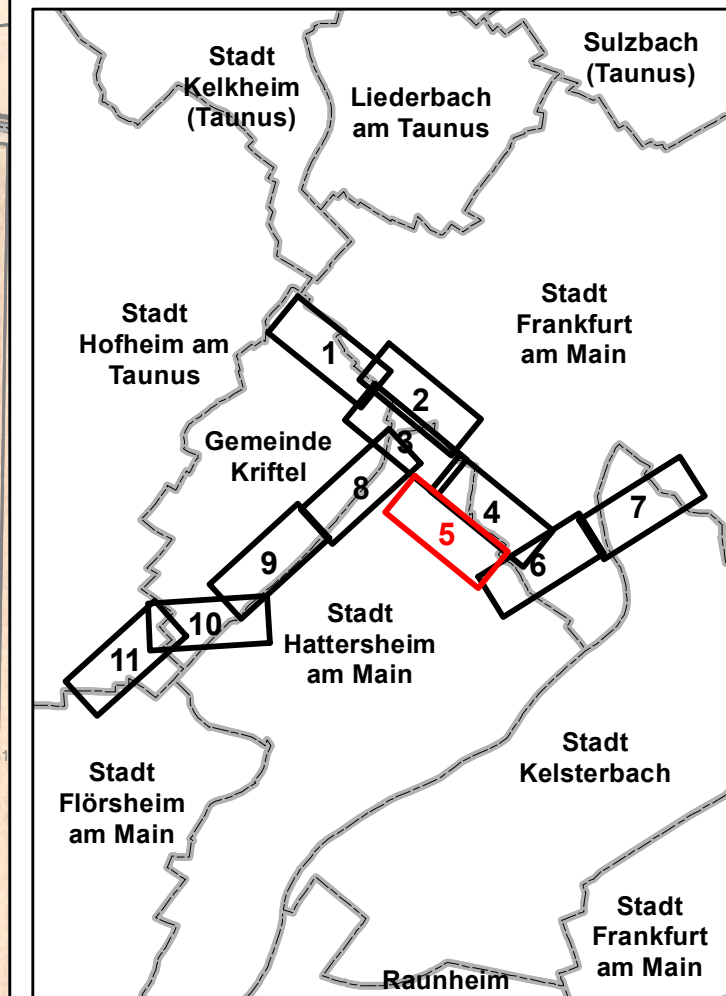 Stadt
Kelkheim
(Taunus)
Liederbach
am Taunus
Sulzbach
(Taunus)
Stadt
Hofheim am
Taunus
Stadt
Frankfurt
am Main
1
2
3
Gemeinde
Kriftel
8
4
5
7
6
9
10
11
Stadt
Hattersheim
am Main
Stadt
Kelsterbach
Stadt
Flörsheim
am Main
Stadt
Frankfurt
am Main
Raunheim